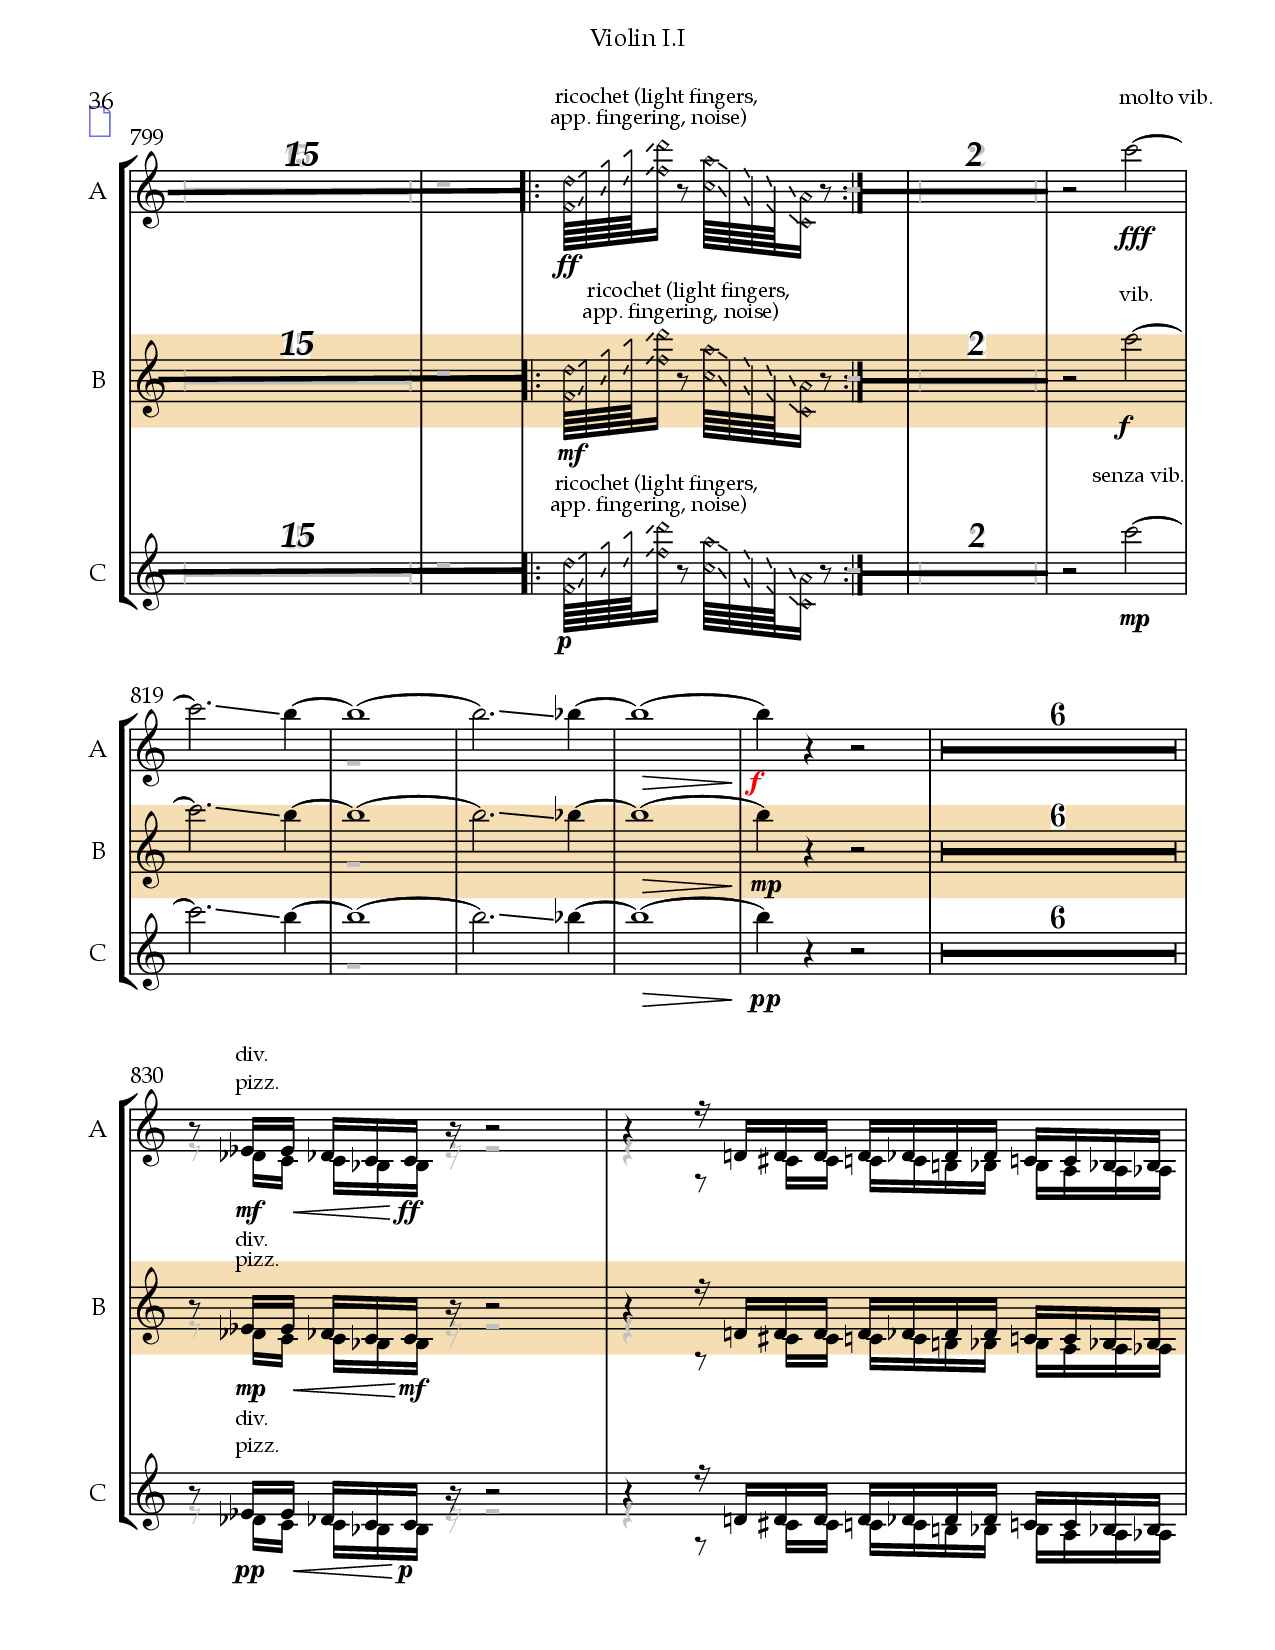 Violin I.I
36
799
ricochet (light fingers,
app. fingering, noise)
molto vib.
A
15
2
ff
fff
ricochet (light fingers,
app. fingering, noise)
vib.
B
15
2
mf
f
ricochet (light fingers,
app. fingering, noise)
senza vib.
C
15
2
p
mp
819
A
6
f
B
6
mp
C
6
pp
830
div.
pizz.
A
mf ff
div.
pizz.
B
mp mf
div.
pizz.
C
pp p